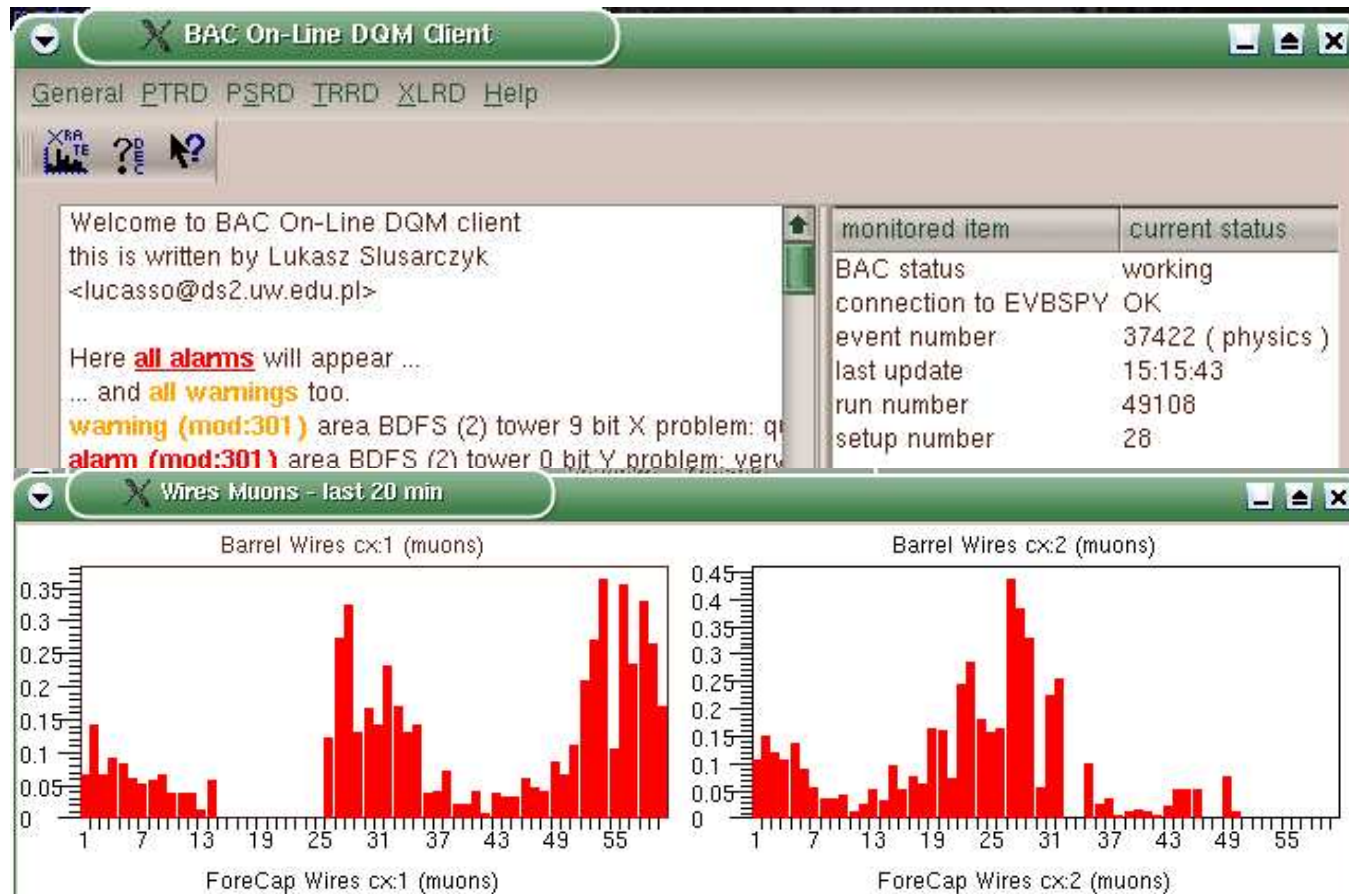 BAC On-Line DQM Client
General PTRD PSRD TRRD XLRD Help
XRA
TE
? DEC
?
Welcome to BAC On-Line DQM client
this is written by Lukasz Slusarczyk
<lucasso@ds2.uw.edu.pl>
Here all alarms will appear ...
... and all warnings too.
warning (mod:301) area BDFS (2) tower 9 bit X problem:
alarm (mod:301) area BDFS (2) tower 0 bit Y problem: very
monitored item current status
BAC status working
connection to EVBSPY OK
event number 37422 ( physics )
last update 15:15:43
run number 49108
setup number 28
Wires Muons - last 20 min
Barrel Wires cx:1 (muons)
0.35
0.3
0.25
0.2
0.15
0.1
0.05
0
1 7 13 19 25 31 37 43 49 55
ForeCap Wires cx:1 (muons)
Barrel Wires cx:2 (muons)
0.45
0.4
0.35
0.3
0.25
0.2
0.15
0.1
0.05
0
1 7 13 19 25 31 37 43 49 55
ForeCap Wires cx:2 (muons)